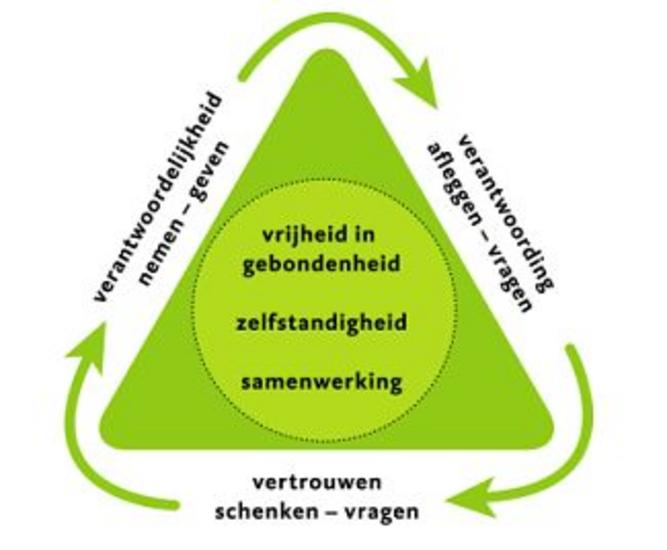 verantwoordelijkheid
nemen – geven
verantwoording
afleggen – vragen
vrijheid in
gebondenheid
zelfstandigheid
samenwerking
vertrouwen
schenken – vragen